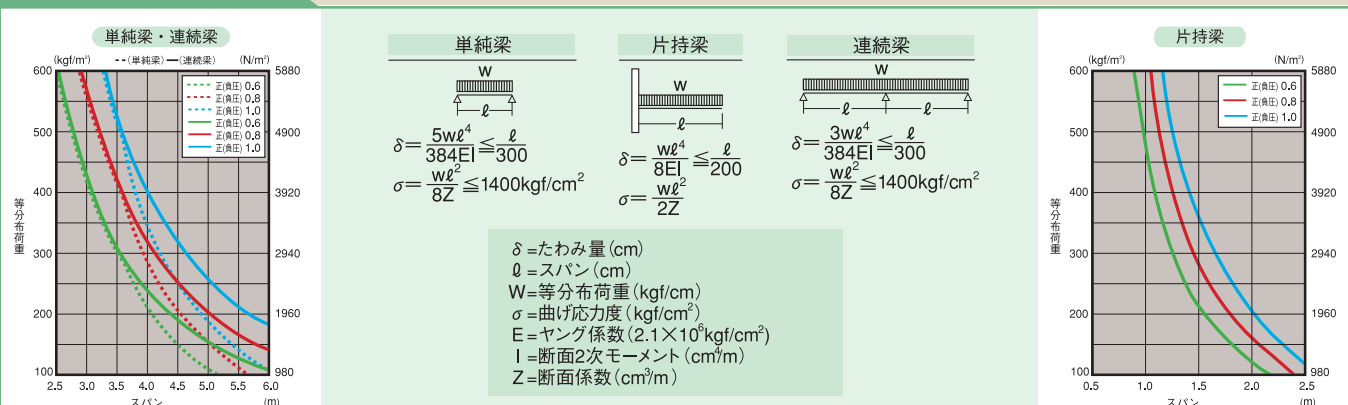 単純梁・連続梁
(kgf/m²) --(単純梁) —(連続梁) (N/m²)
正(負圧) 0.6
正(負圧) 0.8
正(負圧) 1.0
正(負圧) 0.6
正(負圧) 0.8
正(負圧) 1.0
600 5880
500 4900
400 3920
等分布荷重
300 2940
200 1960
100 980
2.5 3.0 3.5 4.0 4.5 5.0 5.5 6.0
スパン (m)
単純梁
W
ℓ
δ=5wℓ⁴/384EI≦ℓ/300
σ=wℓ²/8Z≦1400kgf/cm²
片持梁
W
ℓ
δ=wℓ⁴/8EI≦ℓ/200
σ=wℓ²/2Z
連続梁
W
ℓ ℓ
δ=3wℓ⁴/384EI≦ℓ/300
σ=wℓ²/8Z≦1400kgf/cm²
δ=たわみ量(cm)
ℓ=スパン(cm)
W=等分布荷重(kgf/cm)
σ=曲げ応力度(kgf/cm²)
E=ヤング係数(2.1×10⁶kgf/cm²)
I=断面2次モーメント(cm⁴/m)
Z=断面係数(cm³/m)
片持梁
(kgf/m²) (N/m²)
正(負圧) 0.6
正(負圧) 0.8
正(負圧) 1.0
600 5880
500 4900
400 3920
等分布荷重
300 2940
200 1960
100 980
0.5 1.0 1.5 2.0 2.5
スパン (m)